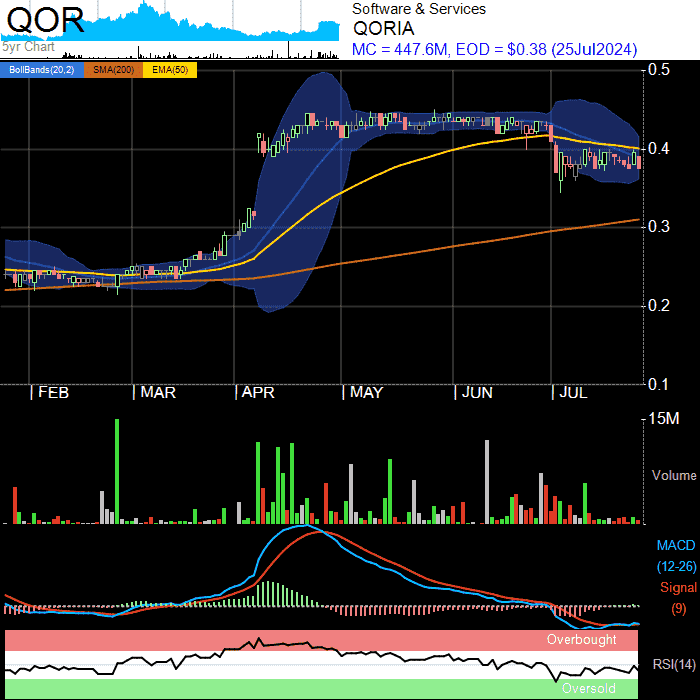 QOR
5yr Chart
Software & Services
QORIA
MC = 447.6M, EOD = $0.38 (25Jul2024)
BollBands(20,2) SMA(200) EMA(50)
0.5
0.4
0.3
0.2
0.1
FEB MAR APR MAY JUN JUL
15M
Volume
MACD
(12-26)
Signal
(9)
Overbought
RSI(14)
Oversold